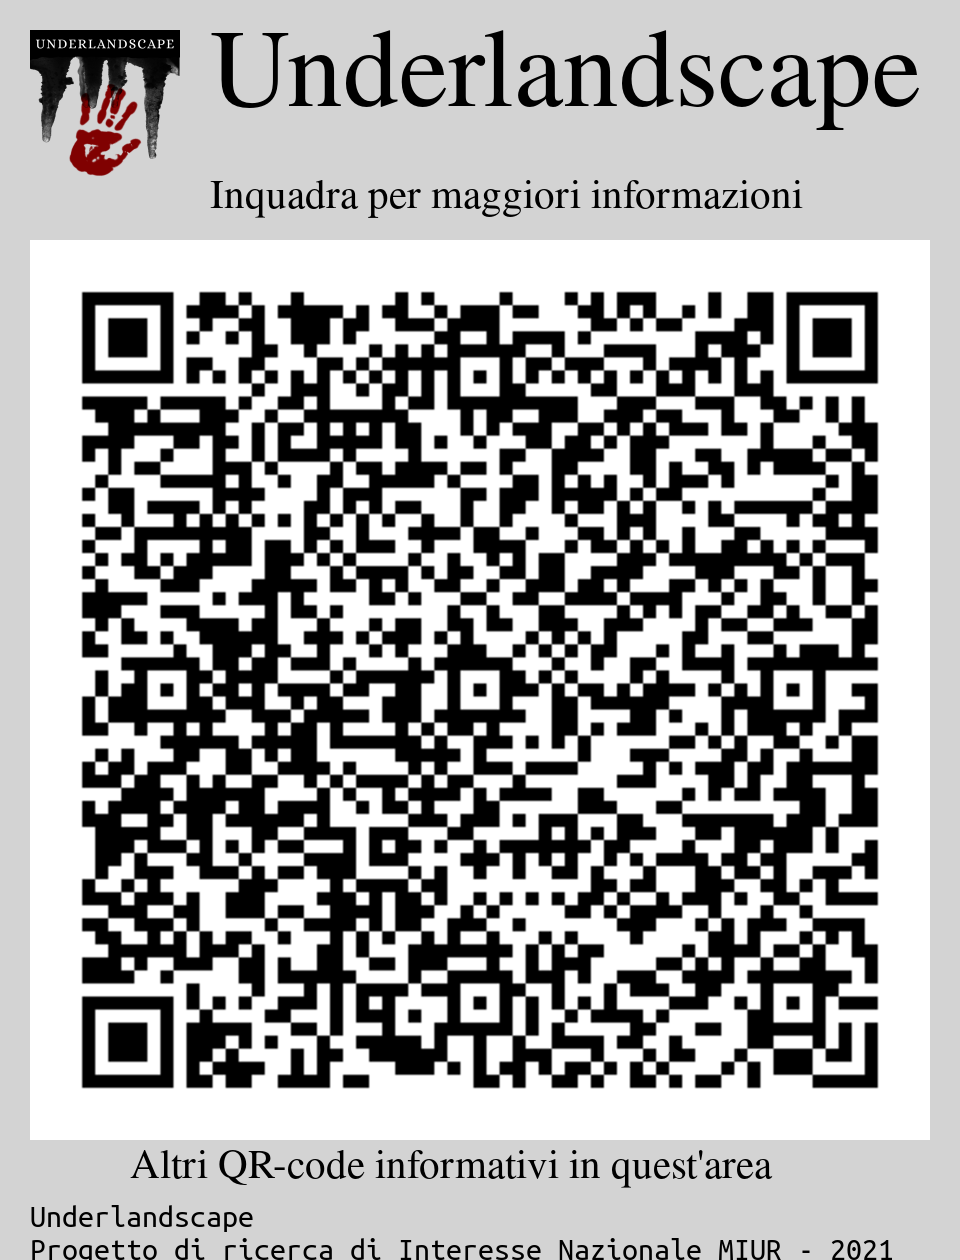 UNDERLANDSCAPE
Underlandscape
Inquadra per maggiori informazioni
Altri QR-code informativi in quest'area
Underlandscape
Progetto di ricerca di Interesse Nazionale MIUR - 2021